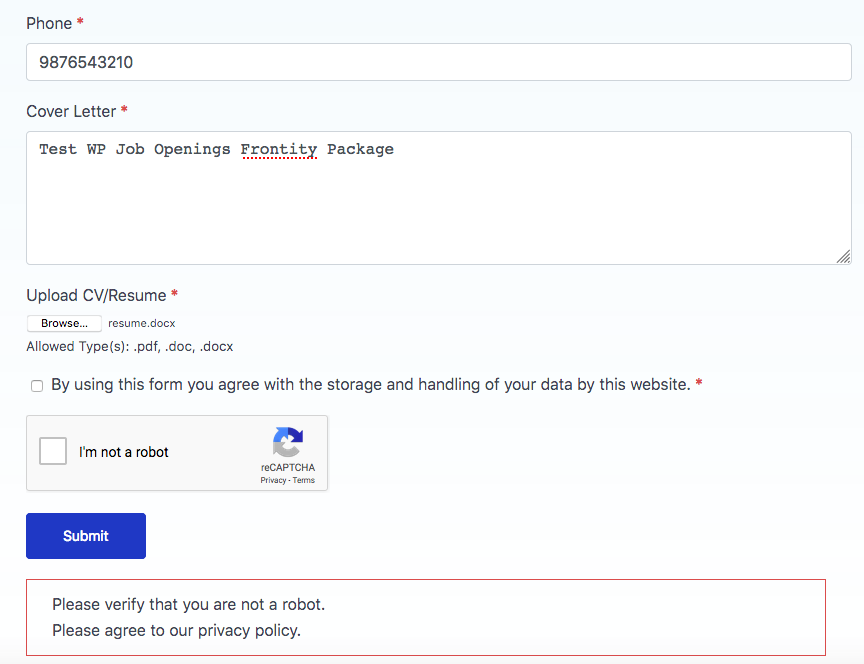 Phone *
9876543210
Cover Letter *
Test WP Job Openings Frontity Package
Upload CV/Resume *
Browse... resume.docx
Allowed Type(s): .pdf, .doc, .docx
By using this form you agree with the storage and handling of your data by this website. *
I'm not a robot
reCAPTCHA
Privacy - Terms
Submit
Please verify that you are not a robot.
Please agree to our privacy policy.